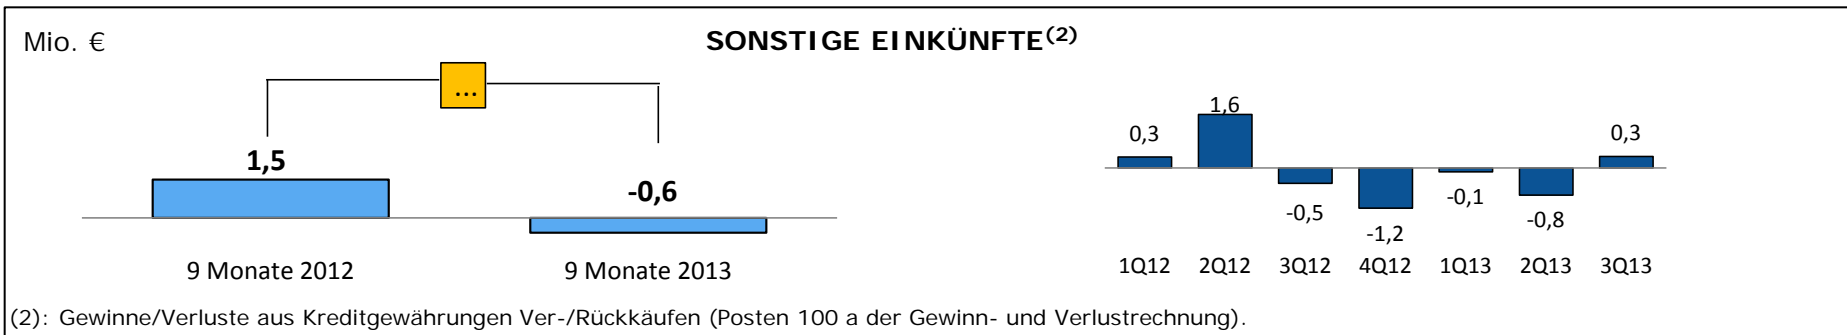 Mio. €
SONSTIGE EINKÜNFTE(2)
...
1,5
-0,6
9 Monate 2012 9 Monate 2013
0,3
1,6
-0,5
-1,2
-0,1
-0,8
0,3
1Q12 2Q12 3Q12 4Q12 1Q13 2Q13 3Q13
(2): Gewinne/Verluste aus Kreditgewährungen Ver-/Rückkäufen (Posten 100 a der Gewinn- und Verlustrechnung).